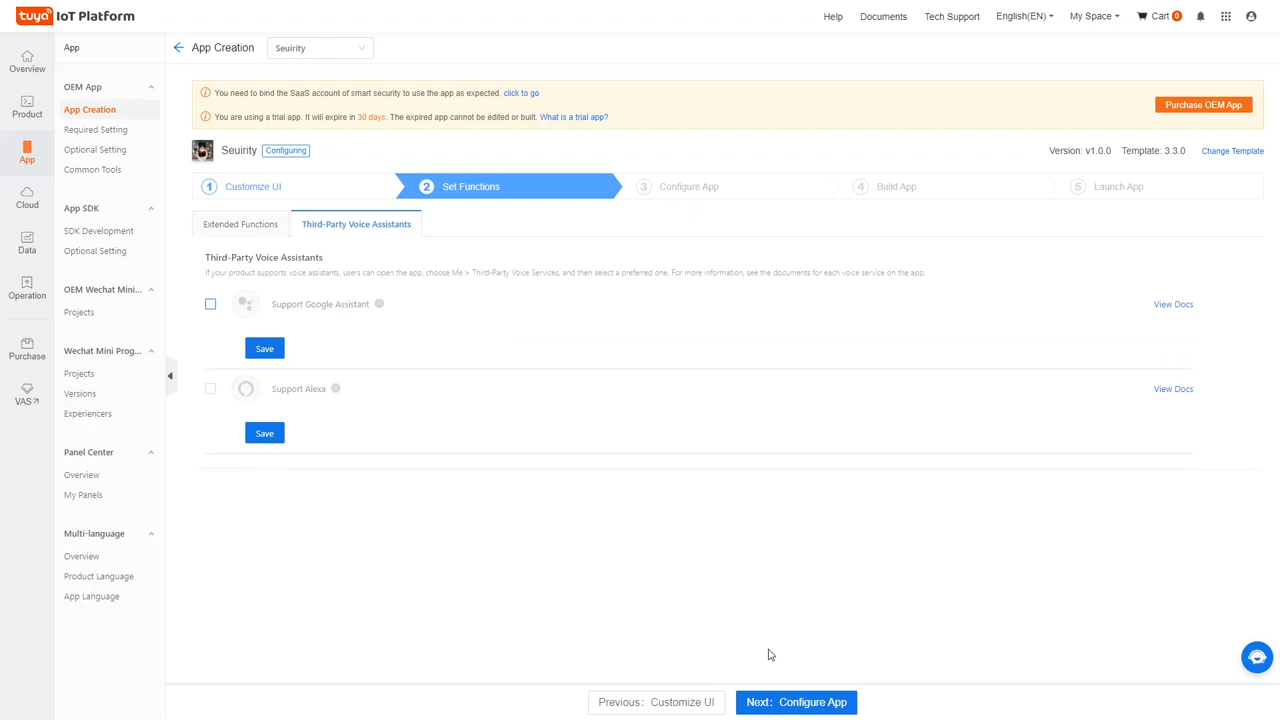 tuya IoT Platform
Help
Documents
Tech Support
English(EN)
My Space
Cart 0
Overview
Product
App
Cloud
Data
Operation
Purchase
VAS
App
OEM App
App Creation
Required Setting
Optional Setting
Common Tools
App SDK
SDK Development
Optional Setting
OEM Wechat Mini...
Projects
Wechat Mini Prog...
Projects
Versions
Experiencers
Panel Center
Overview
My Panels
Multi-language
Overview
Product Language
App Language
App Creation
Seuirity
You need to bind the SaaS account of smart security to use the app as expected. click to go
You are using a trial app. It will expire in 30 days. The expired app cannot be edited or built. What is a trial app?
Purchase OEM App
Seuirity
Configuring
Version: v1.0.0
Template: 3.3.0
Change Template
1 Customize UI
2 Set Functions
3 Configure App
4 Build App
5 Launch App
Extended Functions
Third-Party Voice Assistants
Third-Party Voice Assistants
If your product supports voice assistants, users can open the app, choose Me > Third-Party Voice Services, and then select a preferred one. For more information, see the documents for each voice service on the app.
Support Google Assistant
View Docs
Save
Support Alexa
View Docs
Save
Previous: Customize UI
Next: Configure App